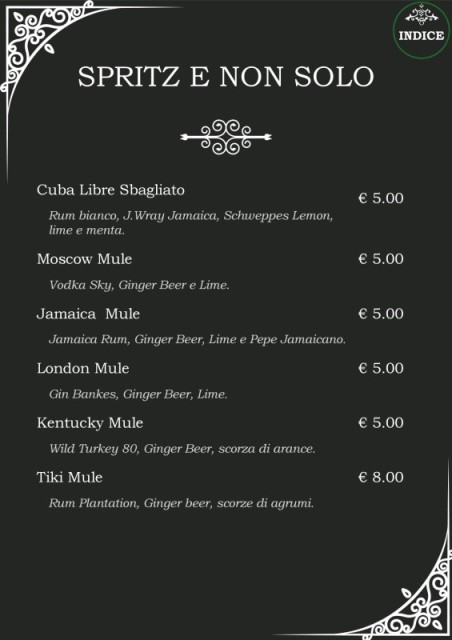 INDICE
SPRITZ E NON SOLO
Cuba Libre Sbagliato € 5.00
Rum bianco, J.Wray Jamaica, Schweppes Lemon,
lime e menta.
Moscow Mule € 5.00
Vodka Sky, Ginger Beer e Lime.
Jamaica Mule € 5.00
Jamaica Rum, Ginger Beer, Lime e Pepe Jamaicano.
London Mule € 5.00
Gin Bankes, Ginger Beer, Lime.
Kentucky Mule € 5.00
Wild Turkey 80, Ginger Beer, scorza di arance.
Tiki Mule € 8.00
Rum Plantation, Ginger beer, scorze di agrumi.